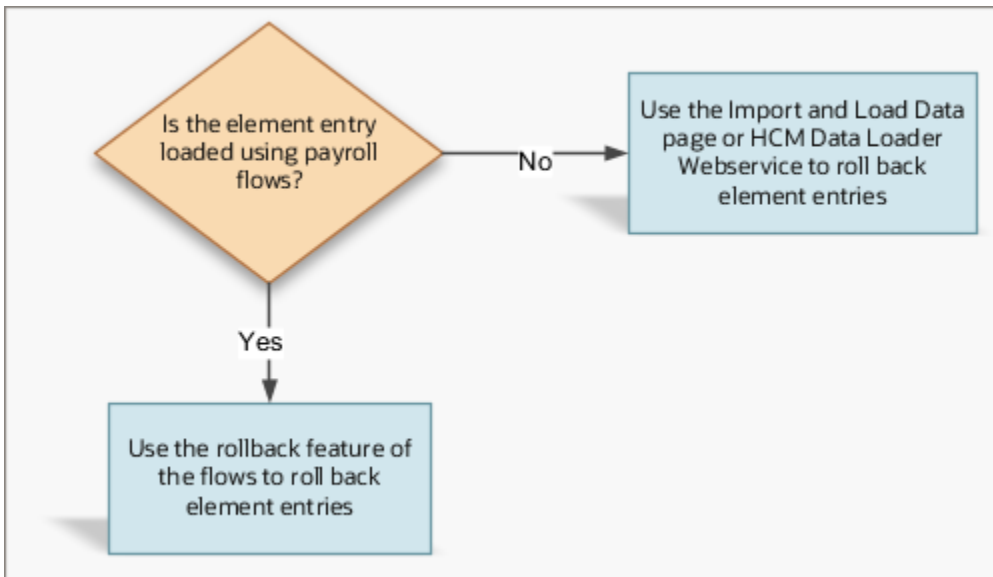 Is the element entry
loaded using payroll
flows?
No
Use the Import and Load Data
page or HCM Data Loader
Webservice to roll back
element entries
Yes
Use the rollback feature of
the flows to roll back
element entries